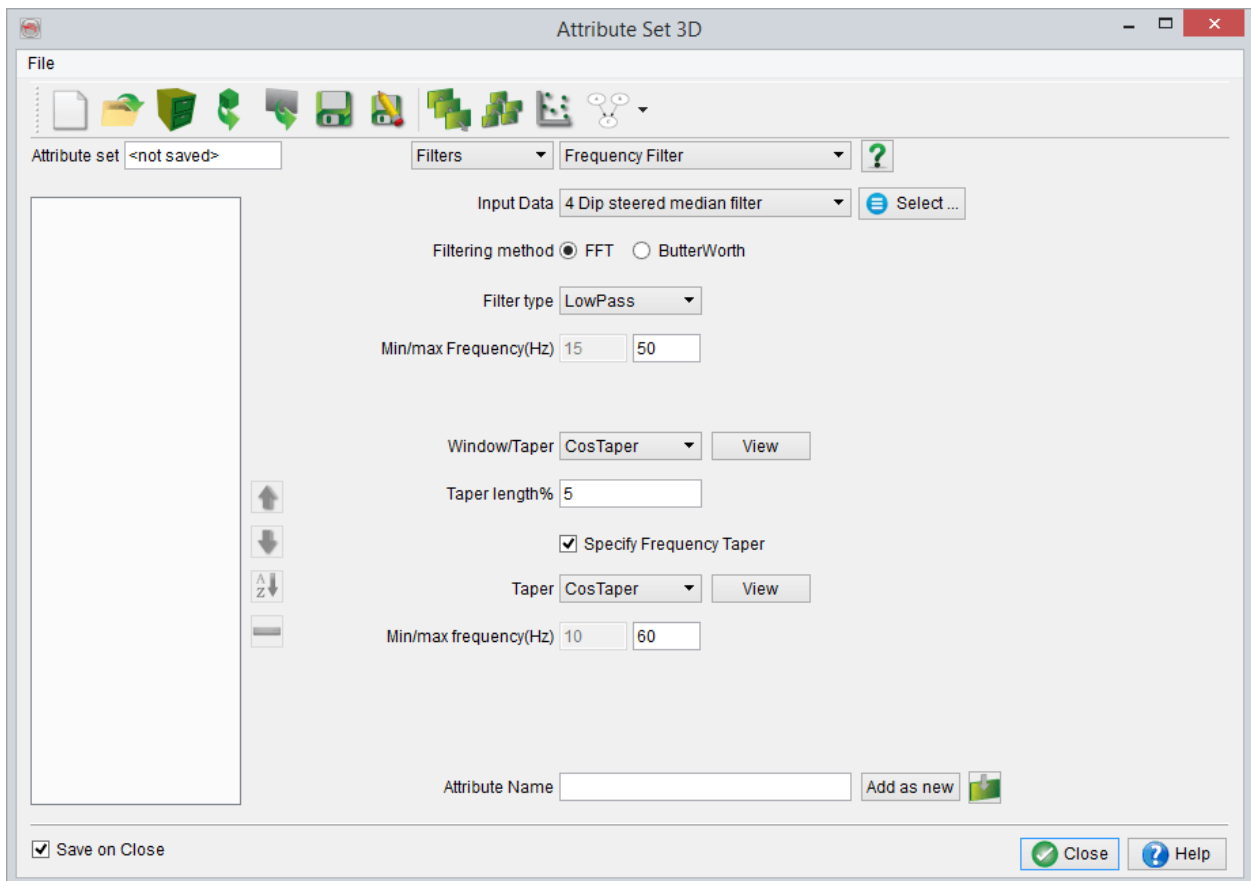 Attribute Set 3D
File
Attribute set <not saved> Filters Frequency Filter ?
Input Data 4 Dip steered median filter Select ...
Filtering method FFT ButterWorth
Filter type LowPass
Min/max Frequency(Hz) 15 50
Window/Taper CosTaper View
Taper length% 5
Specify Frequency Taper
A
Z
Taper CosTaper View
Min/max frequency(Hz) 10 60
Attribute Name Add as new
Save on Close Close ? Help